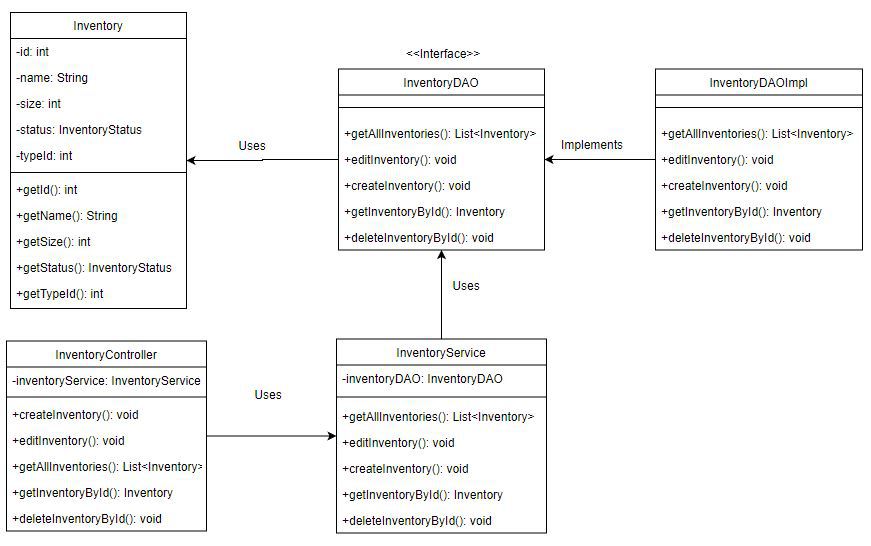 Inventory
-id: int
-name: String
-size: int
-status: InventoryStatus
-typeId: int
+getId(): int
+getName(): String
+getSize(): int
+getStatus(): InventoryStatus
+getTypeId(): int
Uses
<<Interface>>
InventoryDAO
+getAllInventories(): List<Inventory>
+editInventory(): void
+createInventory(): void
+getInventoryById(): Inventory
+deleteInventoryById(): void
Implements
InventoryDAOImpl
+getAllInventories(): List<Inventory>
+editInventory(): void
+createInventory(): void
+getInventoryById(): Inventory
+deleteInventoryById(): void
Uses
InventoryController
-inventoryService: InventoryService
+createInventory(): void
+editInventory(): void
+getAllInventories(): List<Inventory>
+getInventoryById(): Inventory
+deleteInventoryById(): void
Uses
InventoryService
-inventoryDAO: InventoryDAO
+getAllInventories(): List<Inventory>
+editInventory(): void
+createInventory(): void
+getInventoryById(): Inventory
+deleteInventoryById(): void